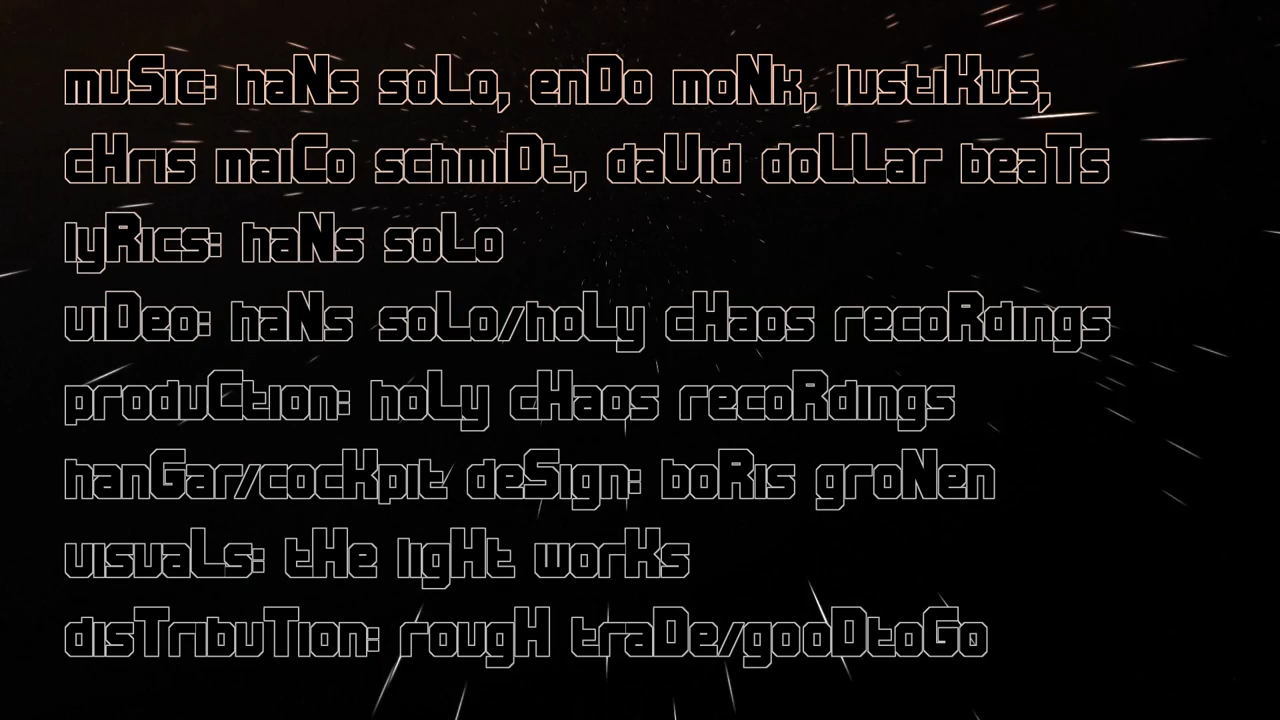 muSic: haNs soLo, enDo moNk, lustiKus,
cHris maiCo schmiDt, daVid doLLar beaTs
lyRics: haNs soLo
viDeo: haNs soLo/hoLy cHaos recoRdings
produCtion: hoLy cHaos recoRdings
hanGar/cocKpit deSign: boRis groNen
visuaLs: tHe ligHt worKs
disTribuTion: rougH traDe/gooDtoGo